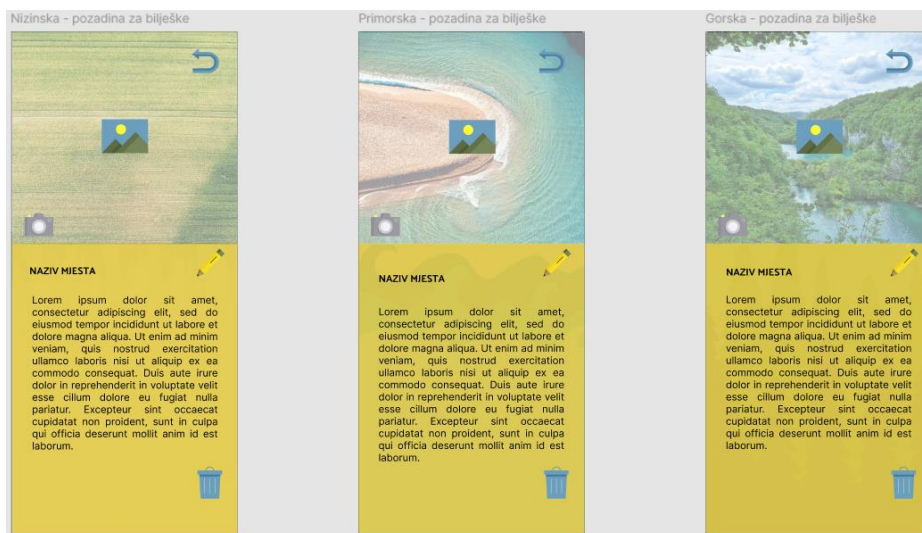 Nizinska - pozadina za bilješke
Primorska - pozadina za bilješke
Gorska - pozadina za bilješke
NAZIV MJESTA
Lorem ipsum dolor sit amet,
consectetur adipiscing elit, sed do
eiusmod tempor incididunt ut labore et
dolore magna aliqua. Ut enim ad minim
veniam, quis nostrud exercitation
ullamco laboris nisi ut aliquip ex ea
commodo consequat. Duis aute irure
dolor in reprehenderit in voluptate velit
esse cillum dolore eu fugiat nulla
pariatur. Excepteur sint occaecat
cupidatat non proident, sunt in culpa
qui officia deserunt mollit anim id est
laborum.
NAZIV MJESTA
Lorem ipsum dolor sit amet,
consectetur adipiscing elit, sed do
eiusmod tempor incididunt ut labore et
dolore magna aliqua. Ut enim ad minim
veniam, quis nostrud exercitation
ullamco laboris nisi ut aliquip ex ea
commodo consequat. Duis aute irure
dolor in reprehenderit in voluptate velit
esse cillum dolore eu fugiat nulla
pariatur. Excepteur sint occaecat
cupidatat non proident, sunt in culpa
qui officia deserunt mollit anim id est
laborum.
NAZIV MJESTA
Lorem ipsum dolor sit amet,
consectetur adipiscing elit, sed do
eiusmod tempor incididunt ut labore et
dolore magna aliqua. Ut enim ad minim
veniam, quis nostrud exercitation
ullamco laboris nisi ut aliquip ex ea
commodo consequat. Duis aute irure
dolor in reprehenderit in voluptate velit
esse cillum dolore eu fugiat nulla
pariatur. Excepteur sint occaecat
cupidatat non proident, sunt in culpa
qui officia deserunt mollit anim id est
laborum.